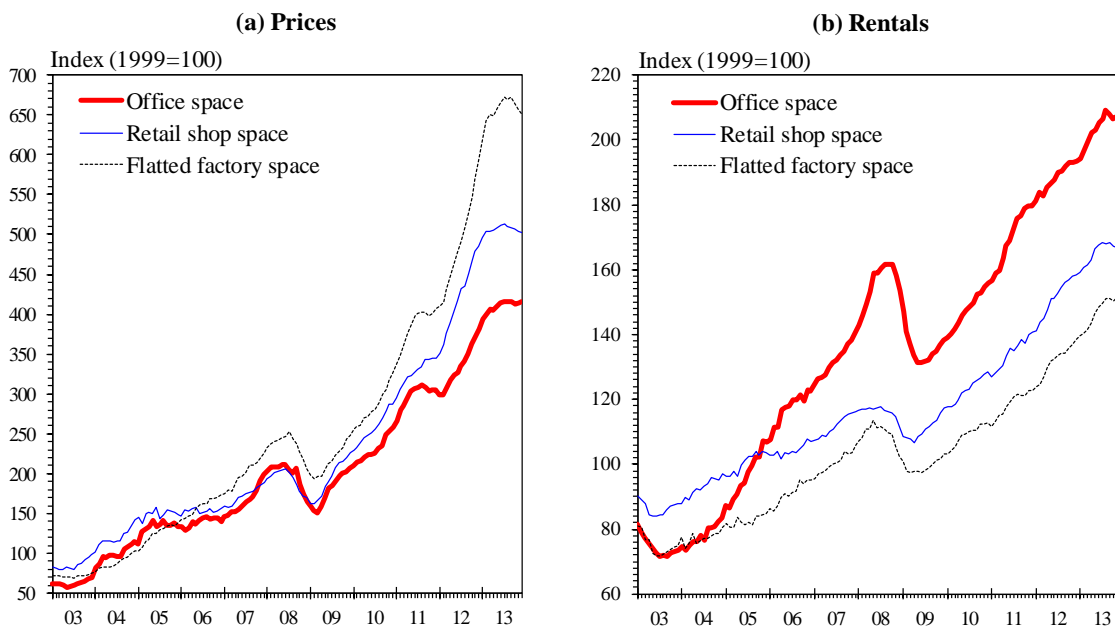 (a) Prices
Index (1999=100)
700
650
600
550
500
450
400
350
300
250
200
150
100
50
Office space
Retail shop space
Flatted factory space
03 04 05 06 07 08 09 10 11 12 13
(b) Rentals
Index (1999=100)
220
200
180
160
140
120
100
80
60
Office space
Retail shop space
Flatted factory space
03 04 05 06 07 08 09 10 11 12 13